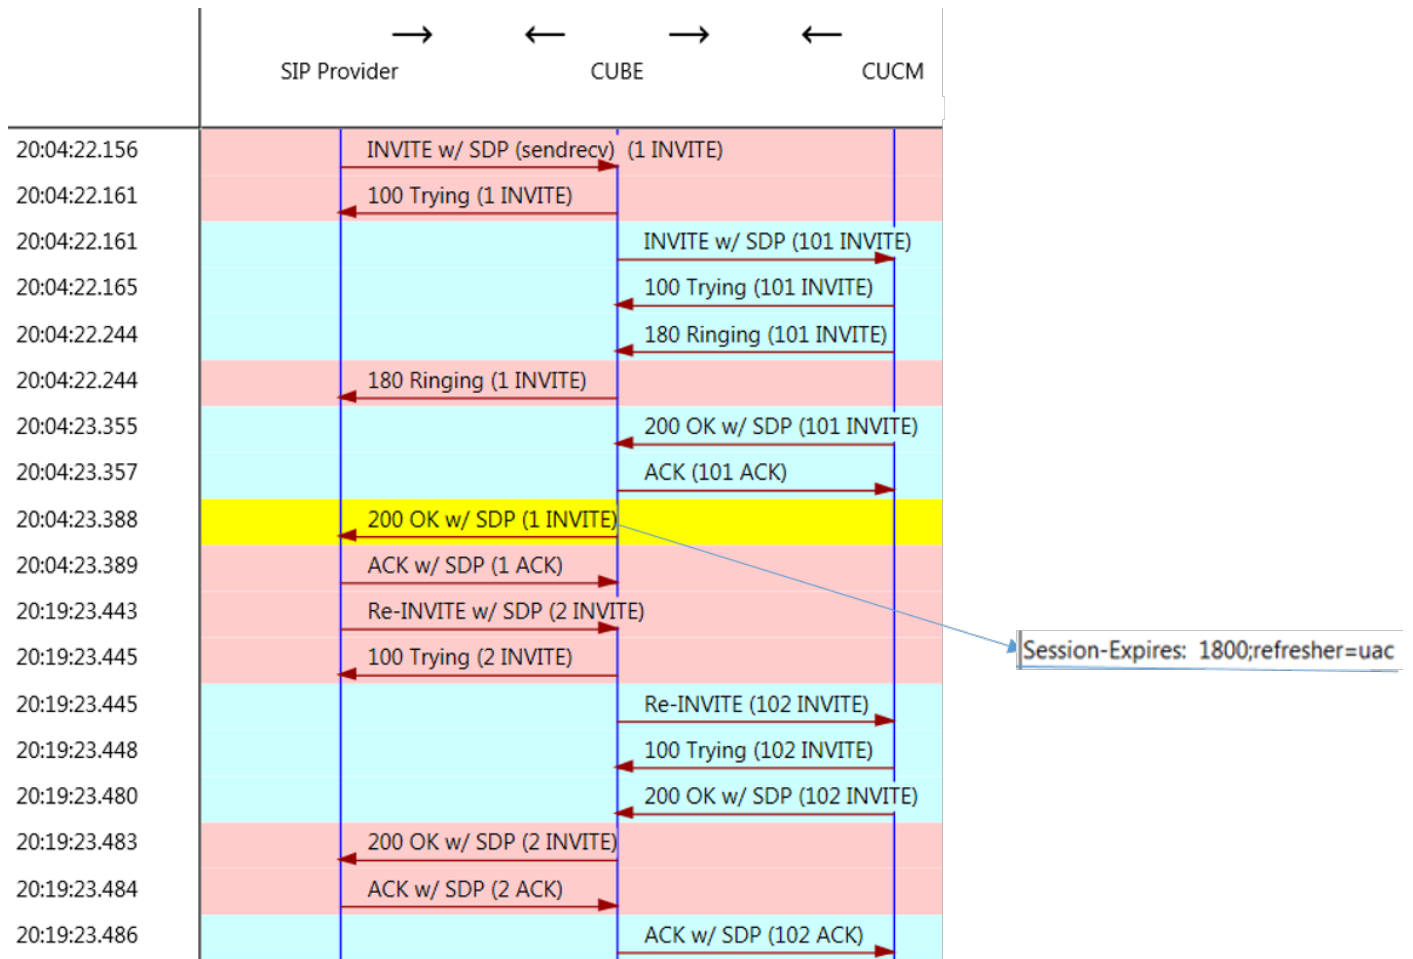 → ← → ←
SIP Provider CUBE CUCM
20:04:22.156 INVITE w/ SDP (sendrecv) (1 INVITE)
20:04:22.161 100 Trying (1 INVITE)
20:04:22.161 INVITE w/ SDP (101 INVITE)
20:04:22.165 100 Trying (101 INVITE)
20:04:22.244 180 Ringing (101 INVITE)
20:04:22.244 180 Ringing (1 INVITE)
20:04:23.355 200 OK w/ SDP (101 INVITE)
20:04:23.357 ACK (101 ACK)
20:04:23.388 200 OK w/ SDP (1 INVITE)
20:04:23.389 ACK w/ SDP (1 ACK)
20:19:23.443 Re-INVITE w/ SDP (2 INVITE)
Session-Expires: 1800;refresher=uac
20:19:23.445 100 Trying (2 INVITE)
20:19:23.445 Re-INVITE (102 INVITE)
20:19:23.448 100 Trying (102 INVITE)
20:19:23.480 200 OK w/ SDP (102 INVITE)
20:19:23.483 200 OK w/ SDP (2 INVITE)
20:19:23.484 ACK w/ SDP (2 ACK)
20:19:23.486 ACK w/ SDP (102 ACK)